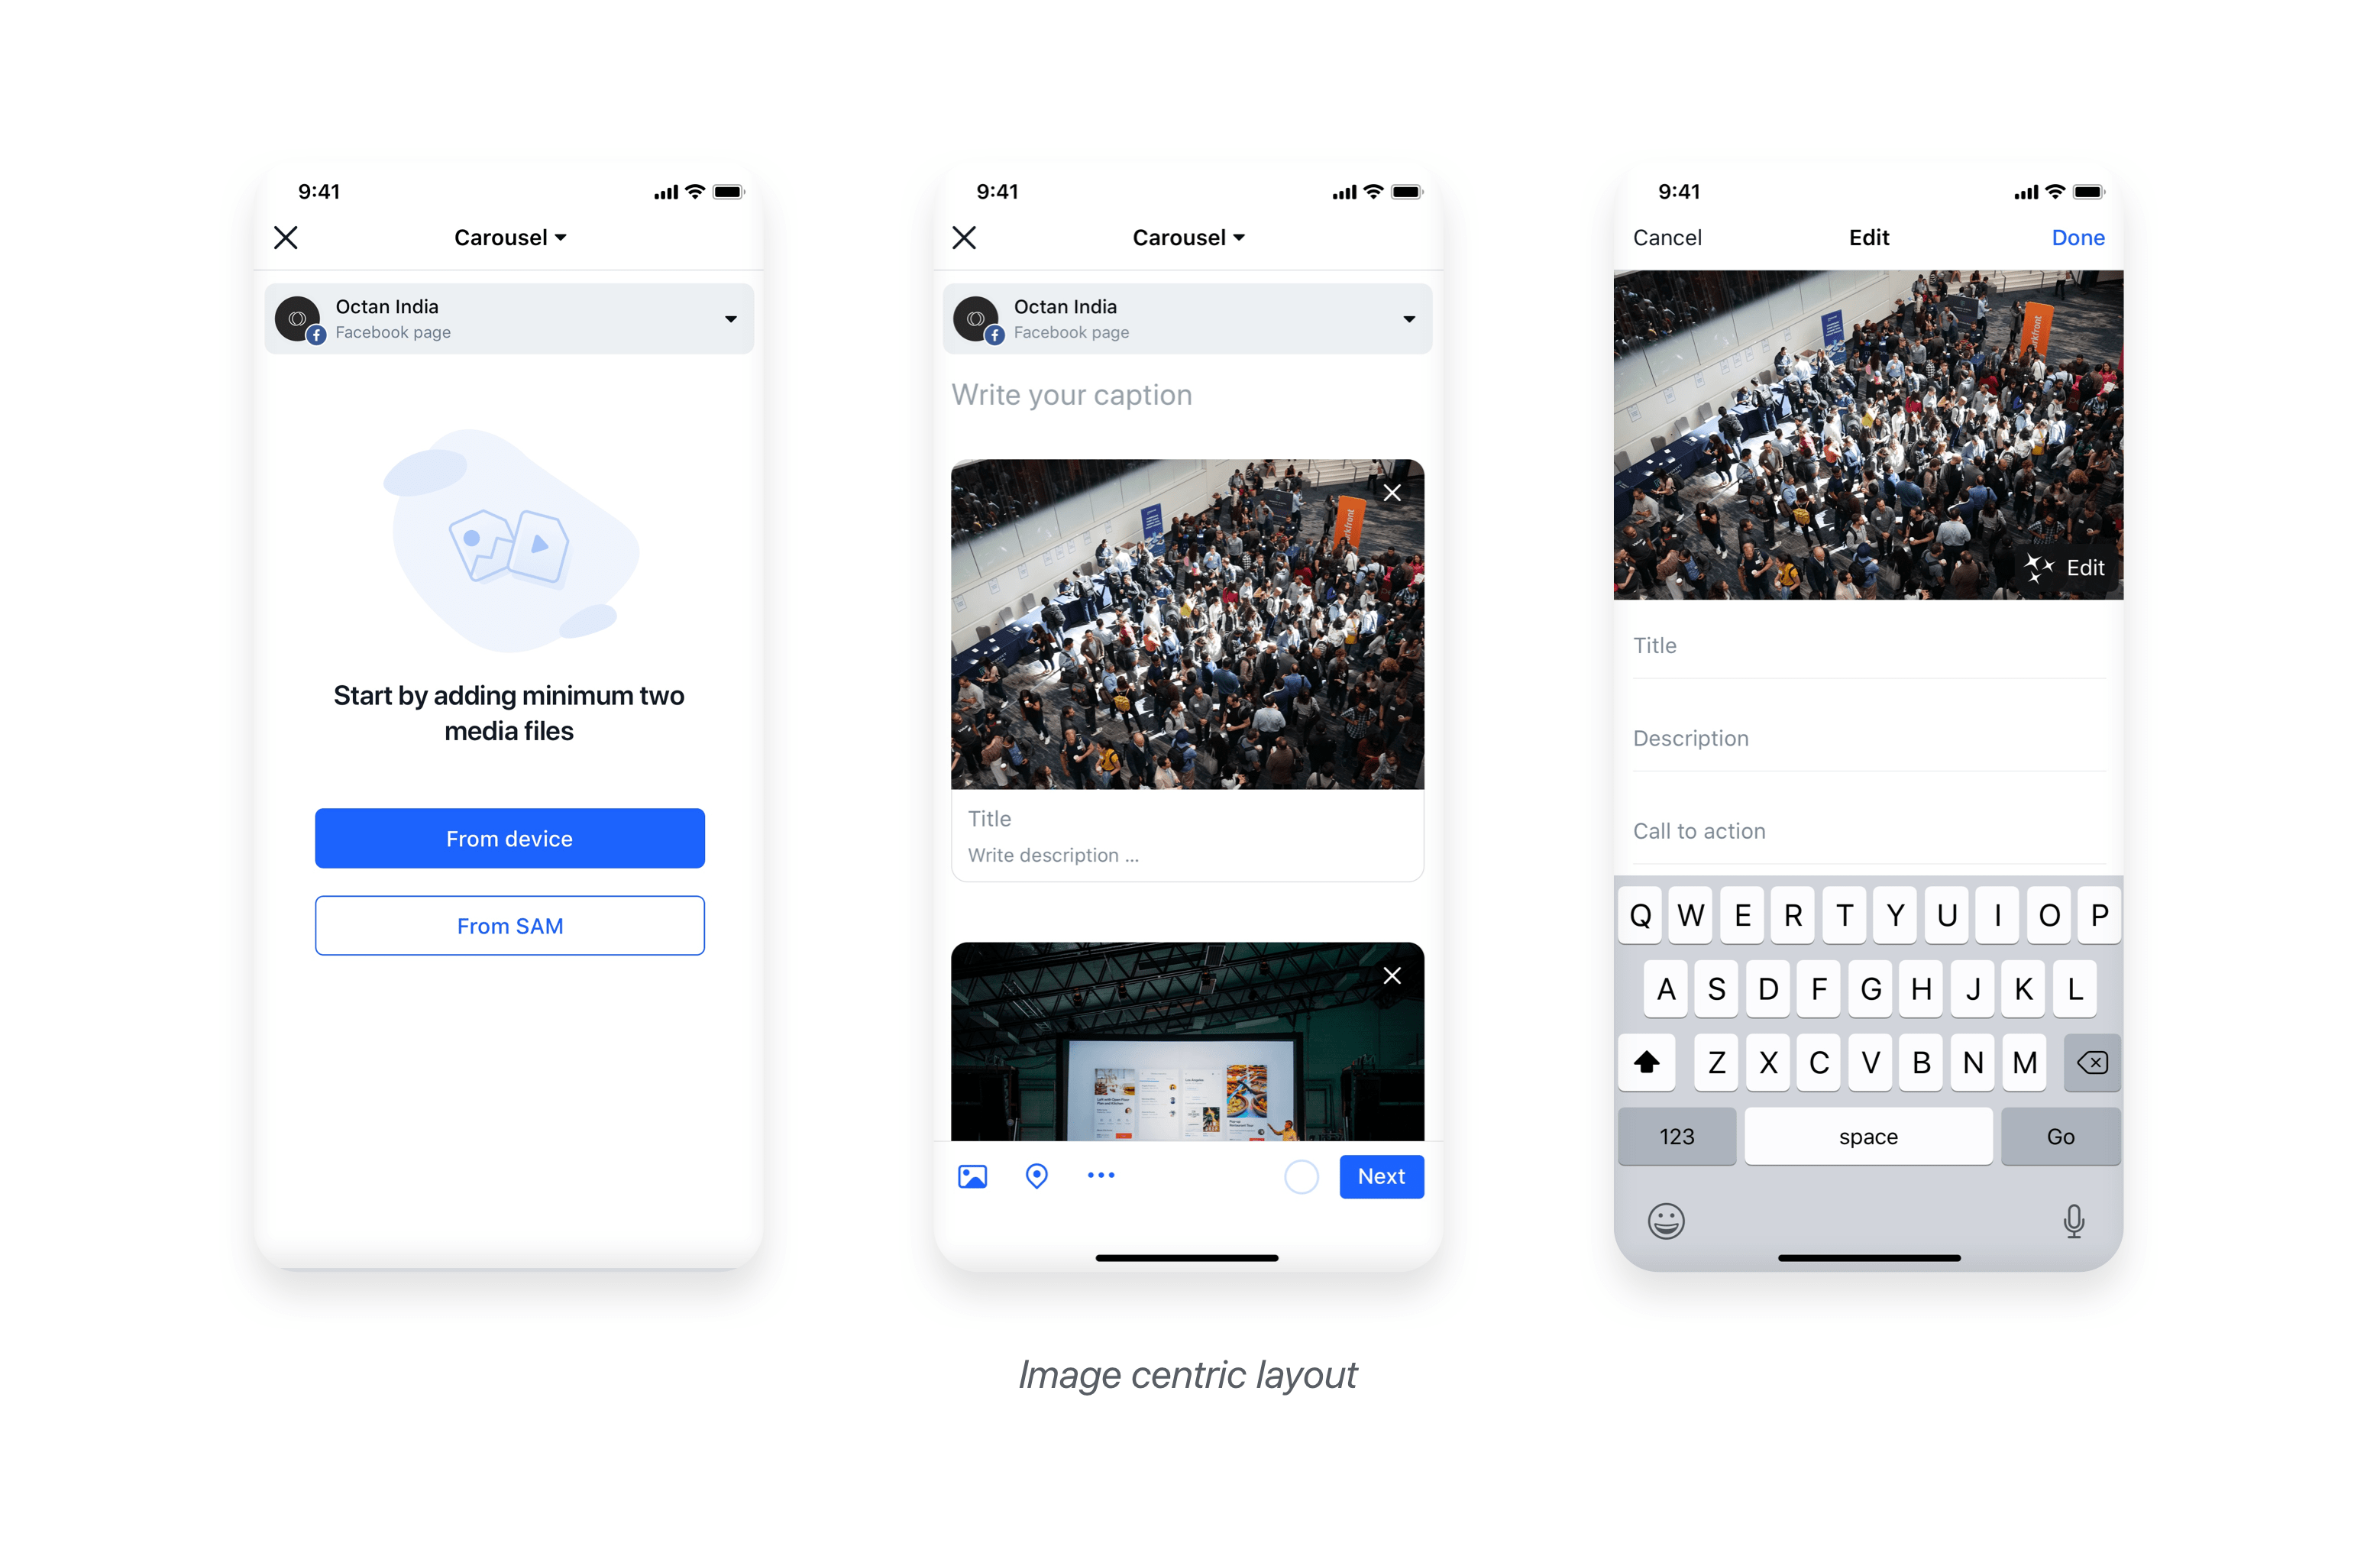 9:41
Carousel
Octan India
Facebook page
Start by adding minimum two
media files
From device
From SAM
9:41
Carousel
Octan India
Facebook page
Write your caption
rkfront
Title
Write description ...
Next
9:41
Cancel Edit Done
rkfront
Edit
Title
Description
Call to action
Q W E R T Y U I O P
A S D F G H J K L
Z X C V B N M
123 space Go
Image centric layout